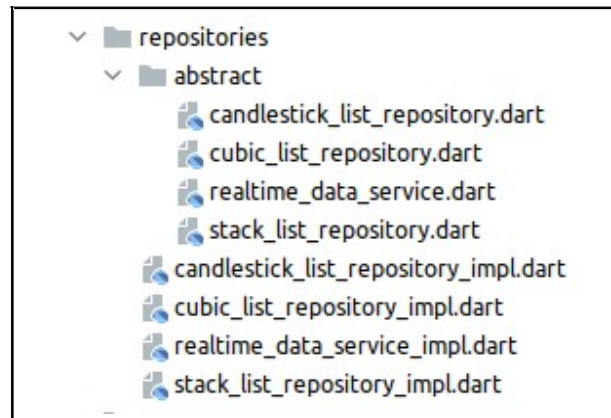 repositories
abstract
candlestick_list_repository.dart
cubic_list_repository.dart
realtime_data_service.dart
stack_list_repository.dart
candlestick_list_repository_impl.dart
cubic_list_repository_impl.dart
realtime_data_service_impl.dart
stack_list_repository_impl.dart